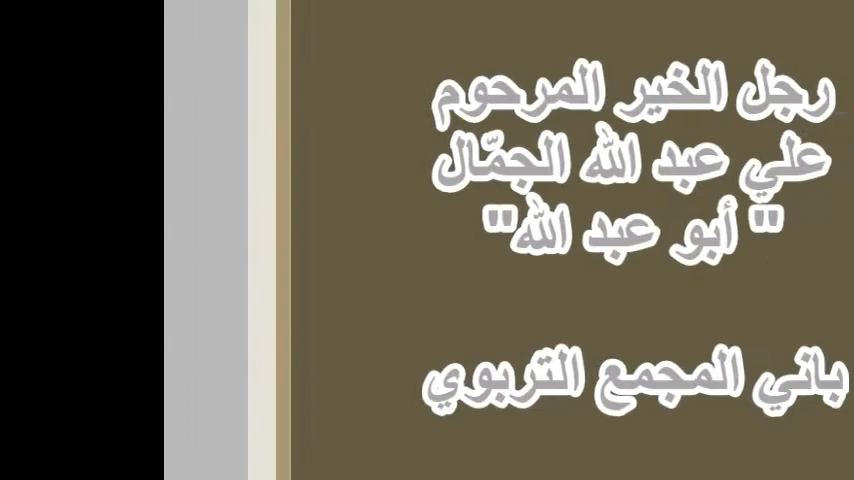 رجل الخير المرحوم
علي عبد الله الجمّال
" أبو عبد الله"
باني المجمع التربوي